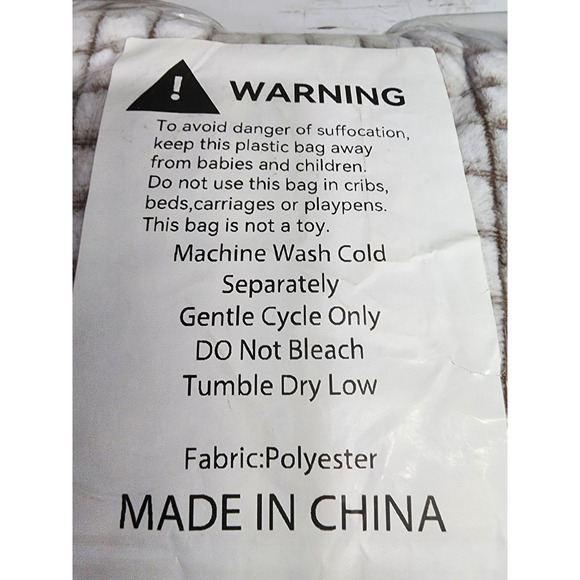 ! WARNING
To avoid danger of suffocation,
keep this plastic bag away
from babies and children.
Do not use this bag in cribs,
beds,carriages or playpens.
This bag is not a toy.
Machine Wash Cold
Separately
Gentle Cycle Only
DO Not Bleach
Tumble Dry Low
Fabric:Polyester
MADE IN CHINA